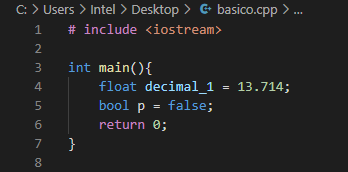 C: > Users > Intel > Desktop > basico.cpp > ...
1 # include <iostream>
2
3 int main(){
4     float decimal_1 = 13.714;
5     bool p = false;
6     return 0;
7 }
8